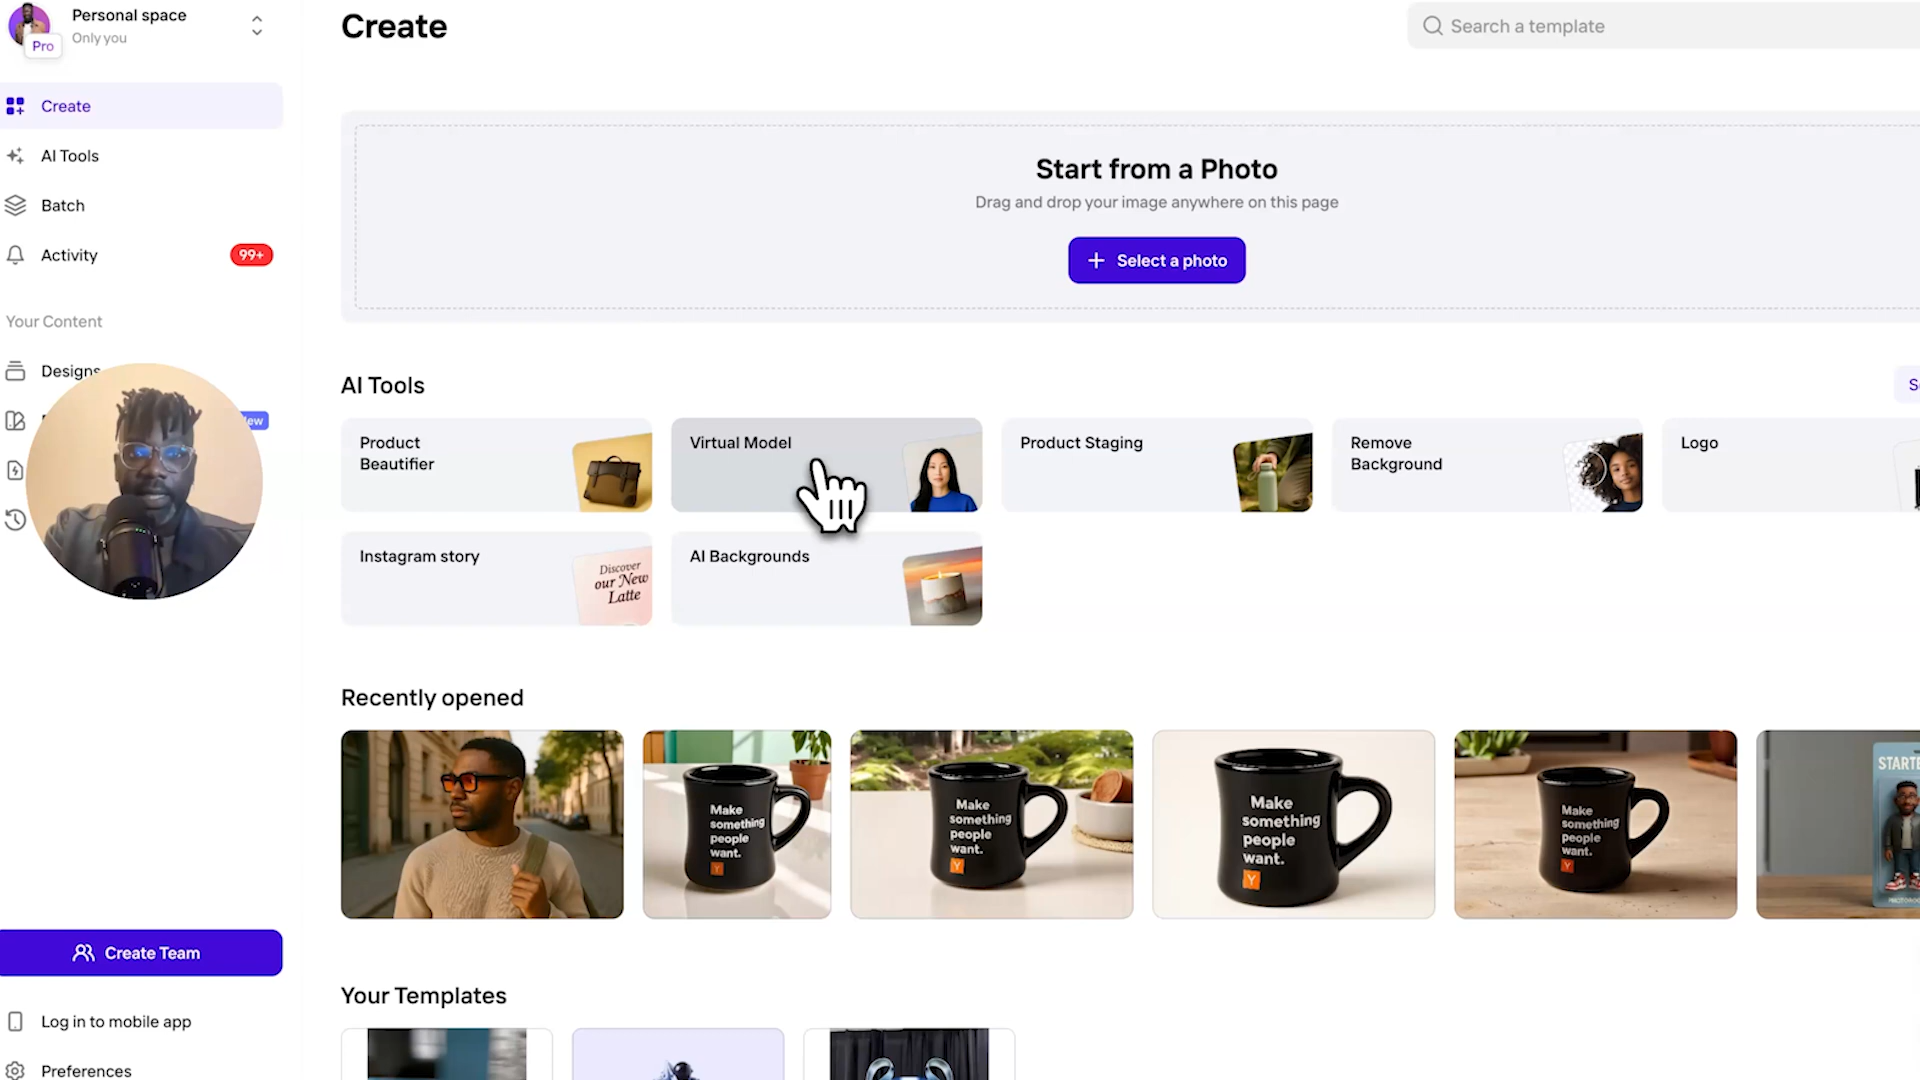 Personal space
Only you
Pro
Create
AI Tools
Batch
Activity
99+
Your Content
Designs
Create Team
Log in to mobile app
Preferences
Create
Search a template
Start from a Photo
Drag and drop your image anywhere on this page
Select a photo
AI Tools
Product
Beautifier
Virtual Model
Product Staging
Remove
Background
Logo
Instagram story
Discover
our New
Latte
AI Backgrounds
Recently opened
Make
something
people
want.
Y
Make
something
people
want.
Y
Make
something
people
want.
Y
Make
something
people
want.
Y
Your Templates